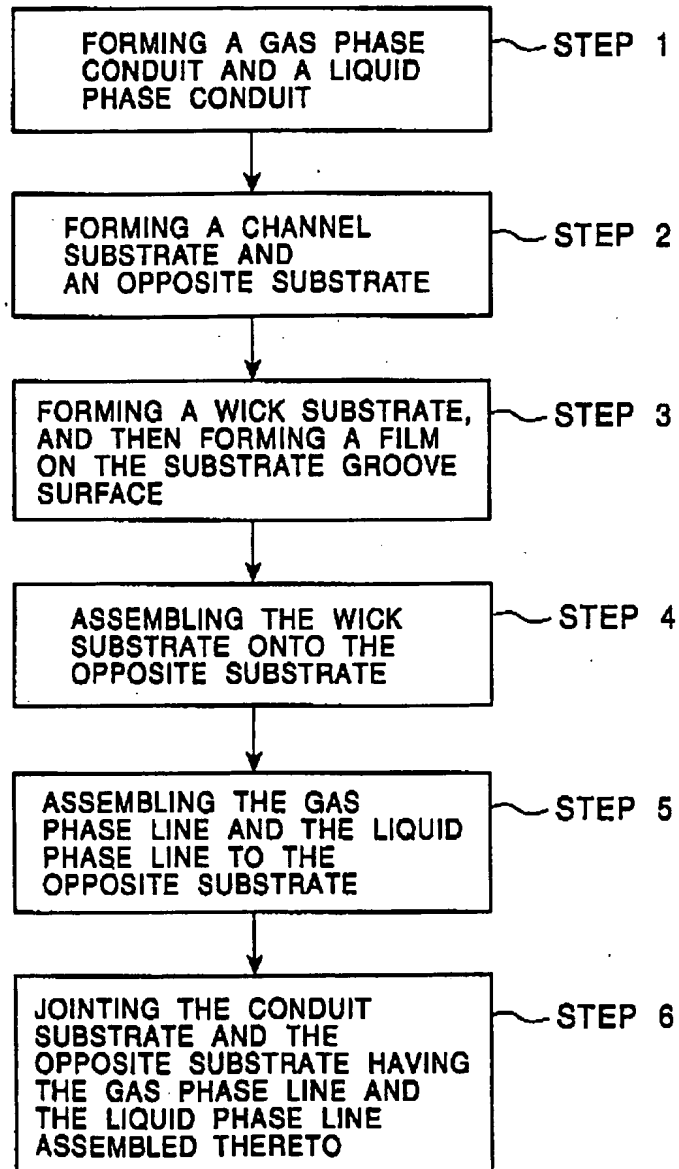 FORMING A GAS PHASE
CONDUIT AND A LIQUID
PHASE CONDUIT
STEP 1
FORMING A CHANNEL
SUBSTRATE AND
AN OPPOSITE SUBSTRATE
STEP 2
FORMING A WICK SUBSTRATE,
AND THEN FORMING A FILM
ON THE SUBSTRATE GROOVE
SURFACE
STEP 3
ASSEMBLING THE WICK
SUBSTRATE ONTO THE
OPPOSITE SUBSTRATE
STEP 4
ASSEMBLING THE GAS
PHASE LINE AND THE LIQUID
PHASE LINE TO THE
OPPOSITE SUBSTRATE
STEP 5
JOINTING THE CONDUIT
SUBSTRATE AND THE
OPPOSITE SUBSTRATE HAVING
THE GAS PHASE LINE AND
THE LIQUID PHASE LINE
ASSEMBLED THERETO
STEP 6